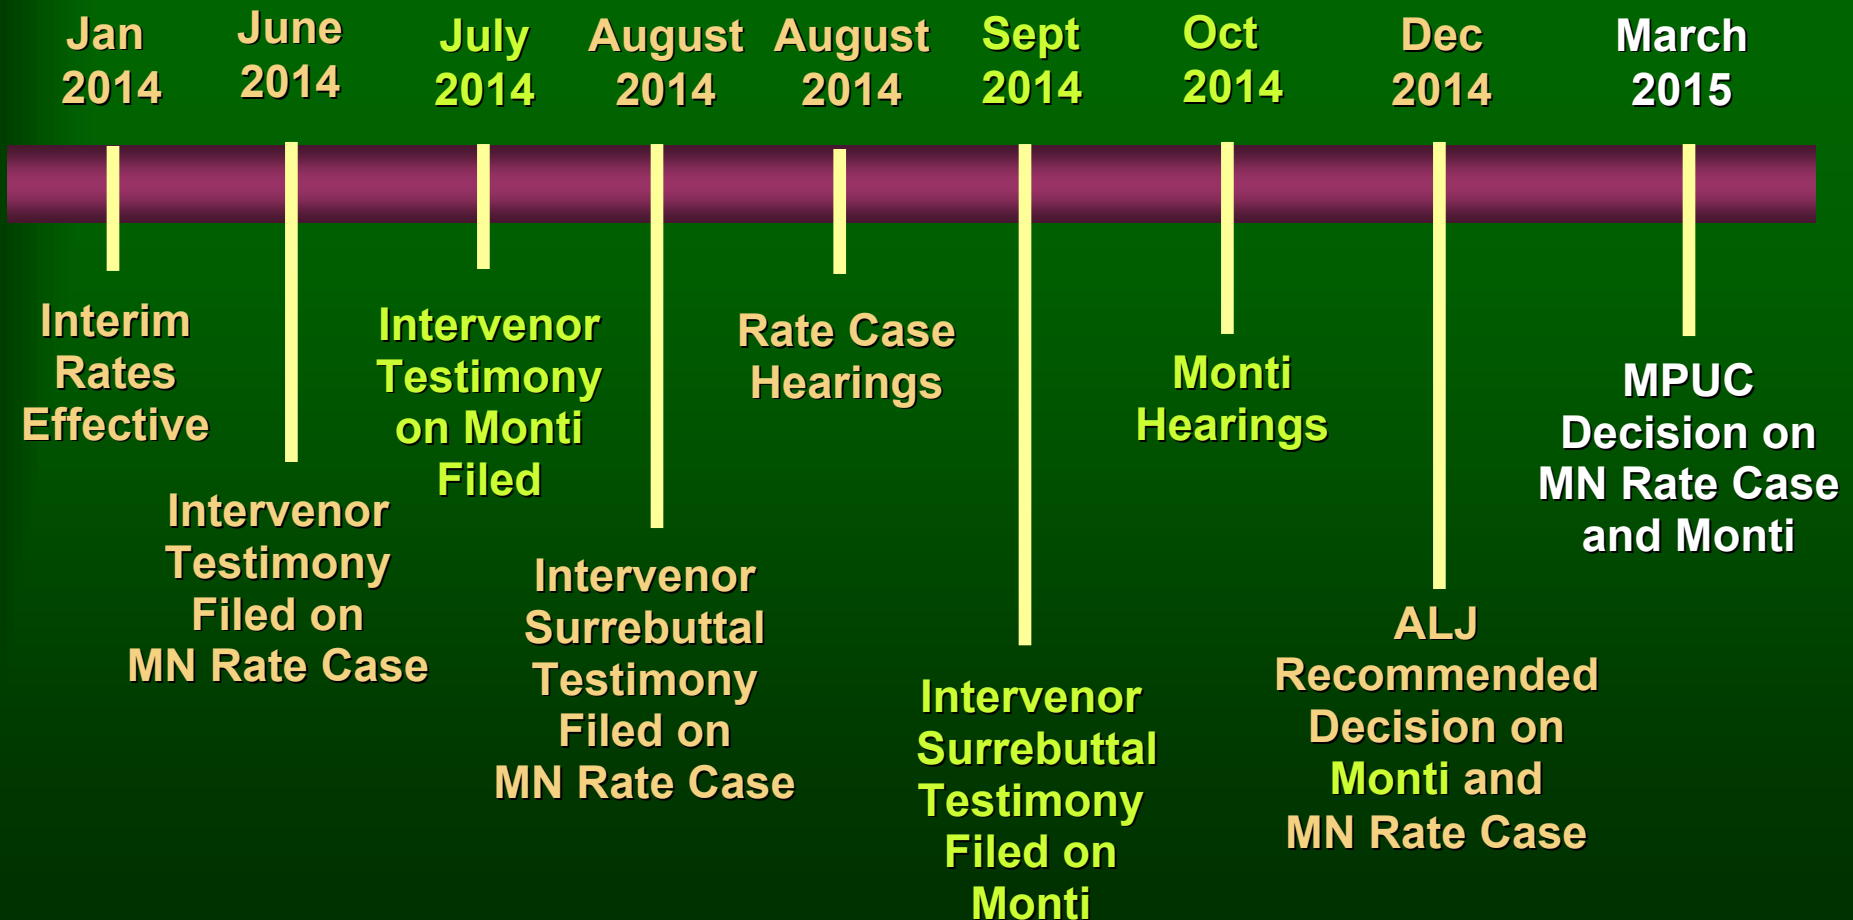 Jan
2014
June
2014
July
2014
August
2014
August
2014
Sept
2014
Oct
2014
Dec
2014
March
2015
Interim
Rates
Effective
Intervenor
Testimony
Filed on
MN Rate Case
Intervenor
Testimony
on Monti
Filed
Intervenor
Surrebuttal
Testimony
Filed on
MN Rate Case
Rate Case
Hearings
Intervenor
Surrebuttal
Testimony
Filed on
Monti
Monti
Hearings
ALJ
Recommended
Decision on
Monti and
MN Rate Case
MPUC
Decision on
MN Rate Case
and Monti